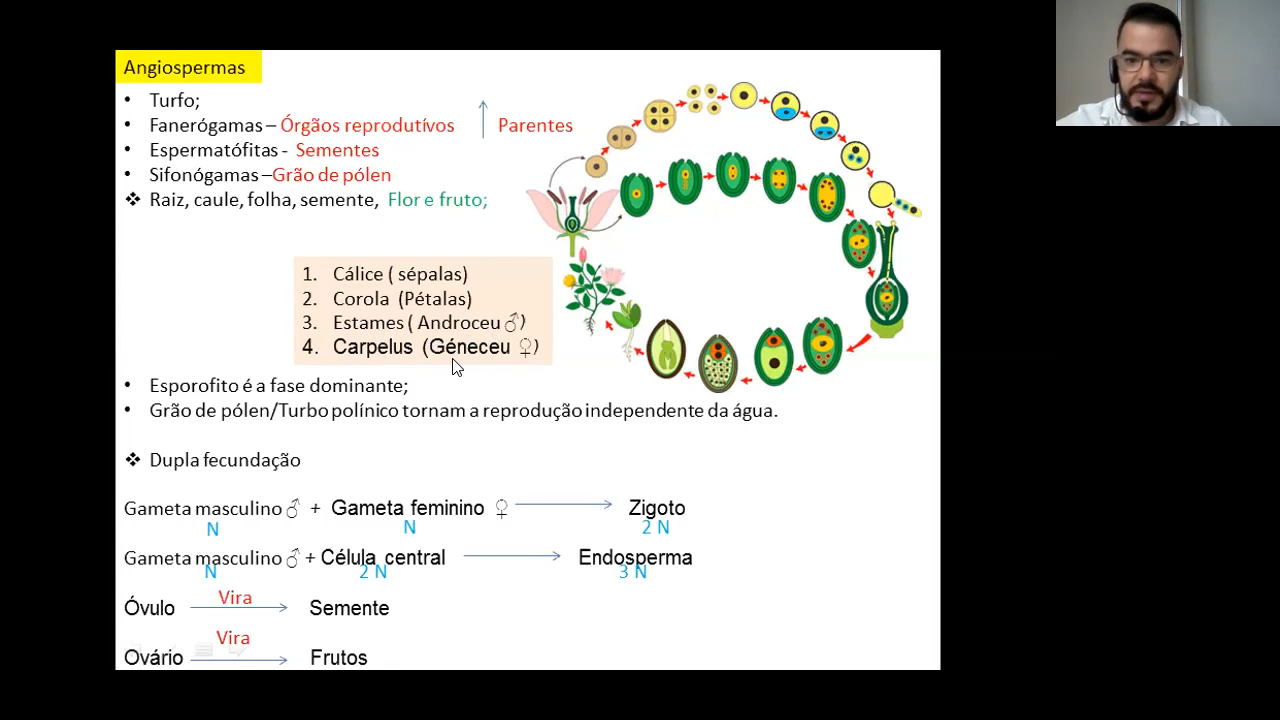 Angiospermas
• Turfo;
• Fanerógamas – Órgãos reprodutívos ↑ Parentes
• Espermatófitas - Sementes
• Sifonógamas –Grão de pólen
❖ Raiz, caule, folha, semente, Flor e fruto;
1. Cálice ( sépalas)
2. Corola (Pétalas)
3. Estames ( Androceu ♂)
4. Carpelus (Géneceu ♀)
• Esporofito é a fase dominante;
• Grão de pólen/Turbo polínico tornam a reprodução independente da água.
❖ Dupla fecundação
Gameta masculino ♂ + Gameta feminino ♀ → Zigoto
N N 2 N
Gameta masculino ♂ + Célula central → Endosperma
N 2 N 3 N
Vira
Óvulo → Semente
Vira
Ovário → Frutos